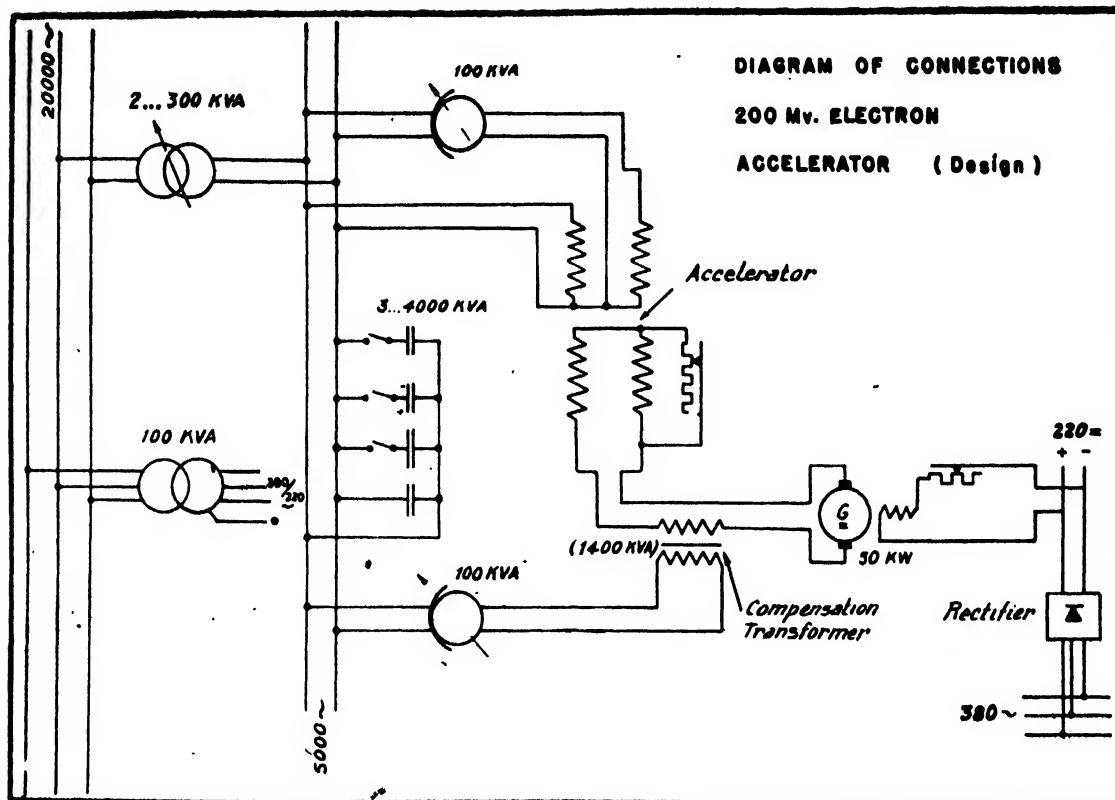 DIAGRAM OF CONNECTIONS
200 Mv. ELECTRON
ACCELERATOR (Design)
20000~
2...300 KVA
100 KVA
Accelerator
3...4000 KVA
100 KVA
380/220
220=
+ -
G
=
50 KW
(1400 KVA)
100 KVA
Compensation
Transformer
Rectifier
5000~
380~